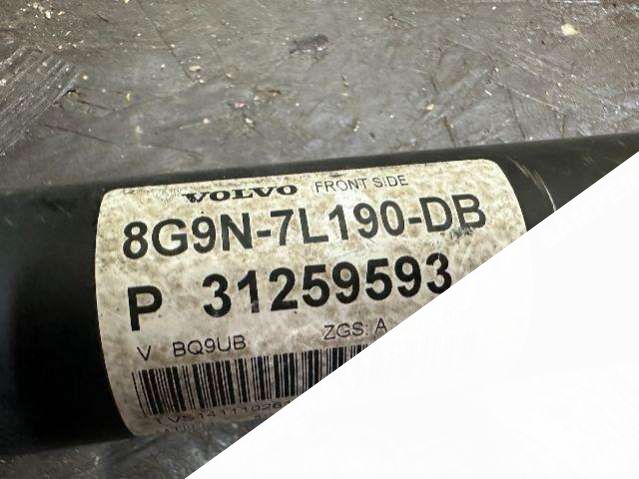 VOLVO FRONT SIDE
8G9N-7L190-DB
P 31259593
V BQ9UB ZGS: A